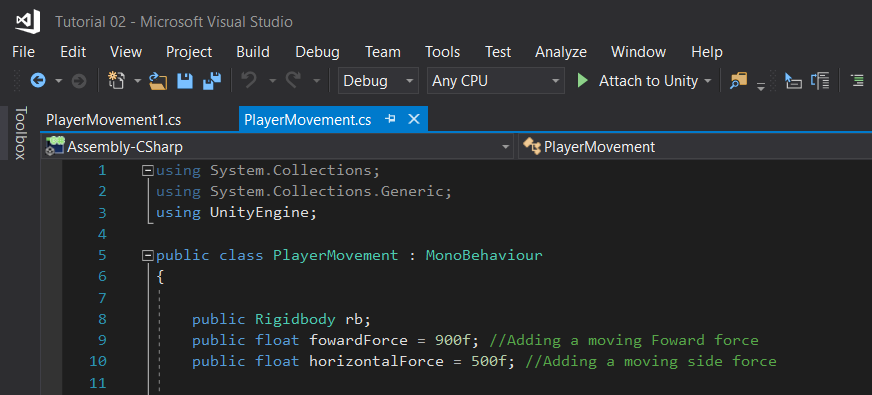 Tutorial 02 - Microsoft Visual Studio
File Edit View Project Build Debug Team Tools Test Analyze Window Help
Debug Any CPU Attach to Unity
Toolbox
PlayerMovement1.cs PlayerMovement.cs
Assembly-CSharp PlayerMovement
1 using System.Collections;
2 using System.Collections.Generic;
3 using UnityEngine;
4
5 public class PlayerMovement : MonoBehaviour
6 {
7
8 public Rigidbody rb;
9 public float fowardForce = 900f; //Adding a moving Foward force
10 public float horizontalForce = 500f; //Adding a moving side force
11